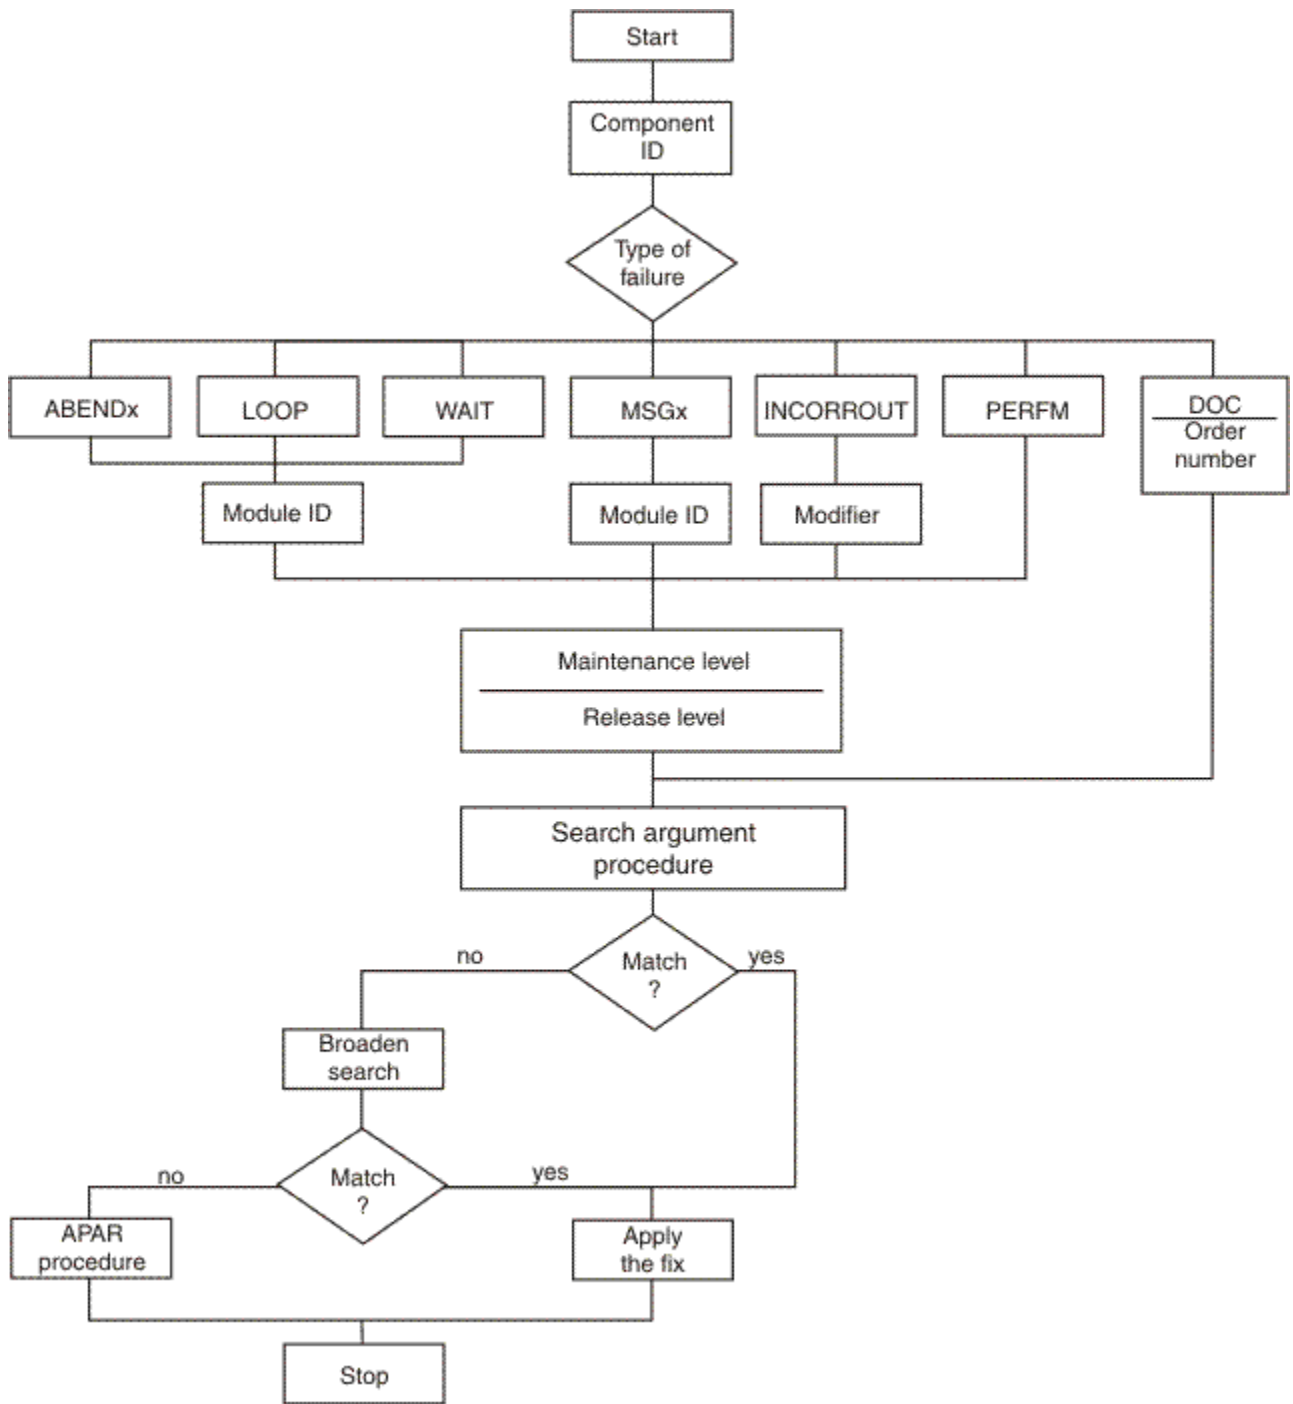 Start
Component
ID
Type of
failure
ABENDx
LOOP
WAIT
MSGx
INCORROUT
PERFM
DOC
Order
number
Module ID
Module ID
Modifier
Maintenance level
Release level
Search argument
procedure
no
Match
?
yes
Broaden
search
no
Match
?
yes
APAR
procedure
Apply
the fix
Stop